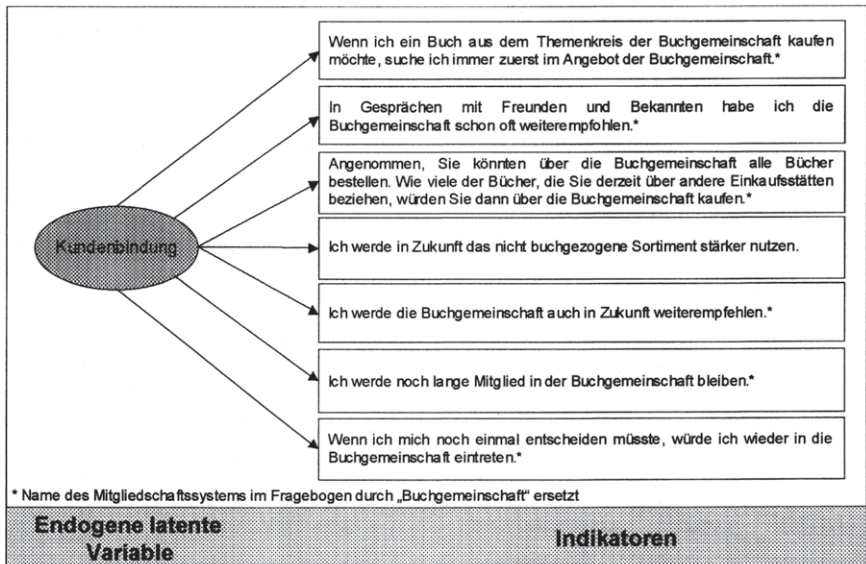 Wenn ich ein Buch aus dem Themenkreis der Buchgemeinschaft kaufen
möchte, suche ich immer zuerst im Angebot der Buchgemeinschaft.*
In Gesprächen mit Freunden und Bekannten habe ich die
Buchgemeinschaft schon oft weiterempfohlen.*
Angenommen, Sie könnten über die Buchgemeinschaft alle Bücher
bestellen. Wie viele der Bücher, die Sie derzeit über andere Einkaufsstätten
beziehen, würden Sie dann über die Buchgemeinschaft kaufen.*
Kundenbindung
Ich werde in Zukunft das nicht buchgezogene Sortiment stärker nutzen.
Ich werde die Buchgemeinschaft auch in Zukunft weiterempfehlen.*
Ich werde noch lange Mitglied in der Buchgemeinschaft bleiben.*
Wenn ich mich noch einmal entscheiden müsste, würde ich wieder in die
Buchgemeinschaft eintreten.*
* Name des Mitgliedschaftssystems im Fragebogen durch „Buchgemeinschaft" ersetzt
Endogene latente
Variable
Indikatoren